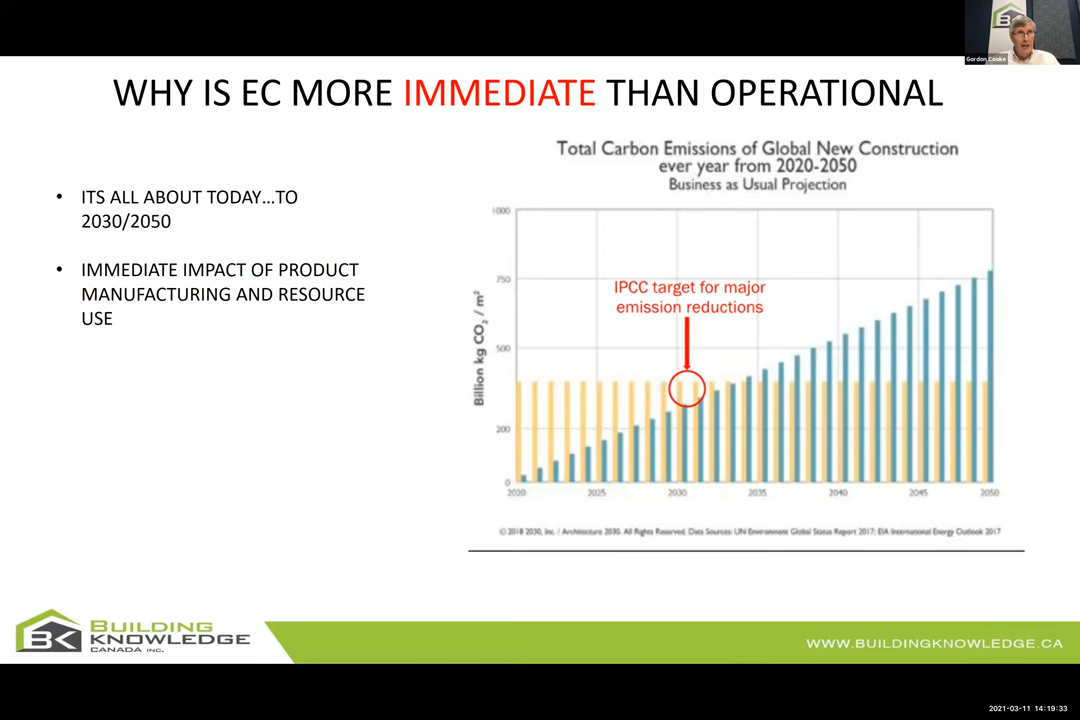 Gordon Cooke
WHY IS EC MORE IMMEDIATE THAN OPERATIONAL
• ITS ALL ABOUT TODAY...TO
2030/2050
• IMMEDIATE IMPACT OF PRODUCT
MANUFACTURING AND RESOURCE
USE
Total Carbon Emissions of Global New Construction
ever year from 2020-2050
Business as Usual Projection
1000
750
500
200
0
Billion kg CO2 / m²
IPCC target for major
emission reductions
2020 2025 2030 2035 2040 2045 2050
© 2018 2030, Inc. / Architecture 2030. All Rights Reserved. Data Sources: UN Environment Global Status Report 2017; EIA International Energy Outlook 2017
BK
BUILDING
KNOWLEDGE
CANADA INC.
WWW.BUILDINGKNOWLEDGE.CA
2021-03-11 14:19:33